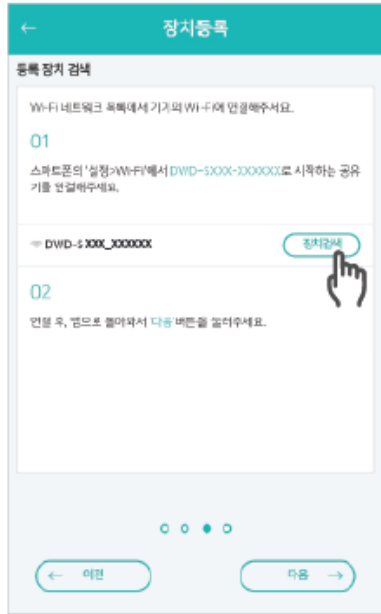 장치등록
등록 장치 검색
Wi-Fi 네트워크 목록에서 기기의 Wi-Fi에 연결해주세요.
01
스마트폰의 '설정>Wi-Fi'에서 DWD-SXXX-XXXXXX로 시작하는 공유
기를 연결해주세요.
DWD-S XXX_XXXXXX
장치검색
02
연결 후, 앱으로 돌아와서 '다음' 버튼을 눌러주세요.
← 이전
다음 →